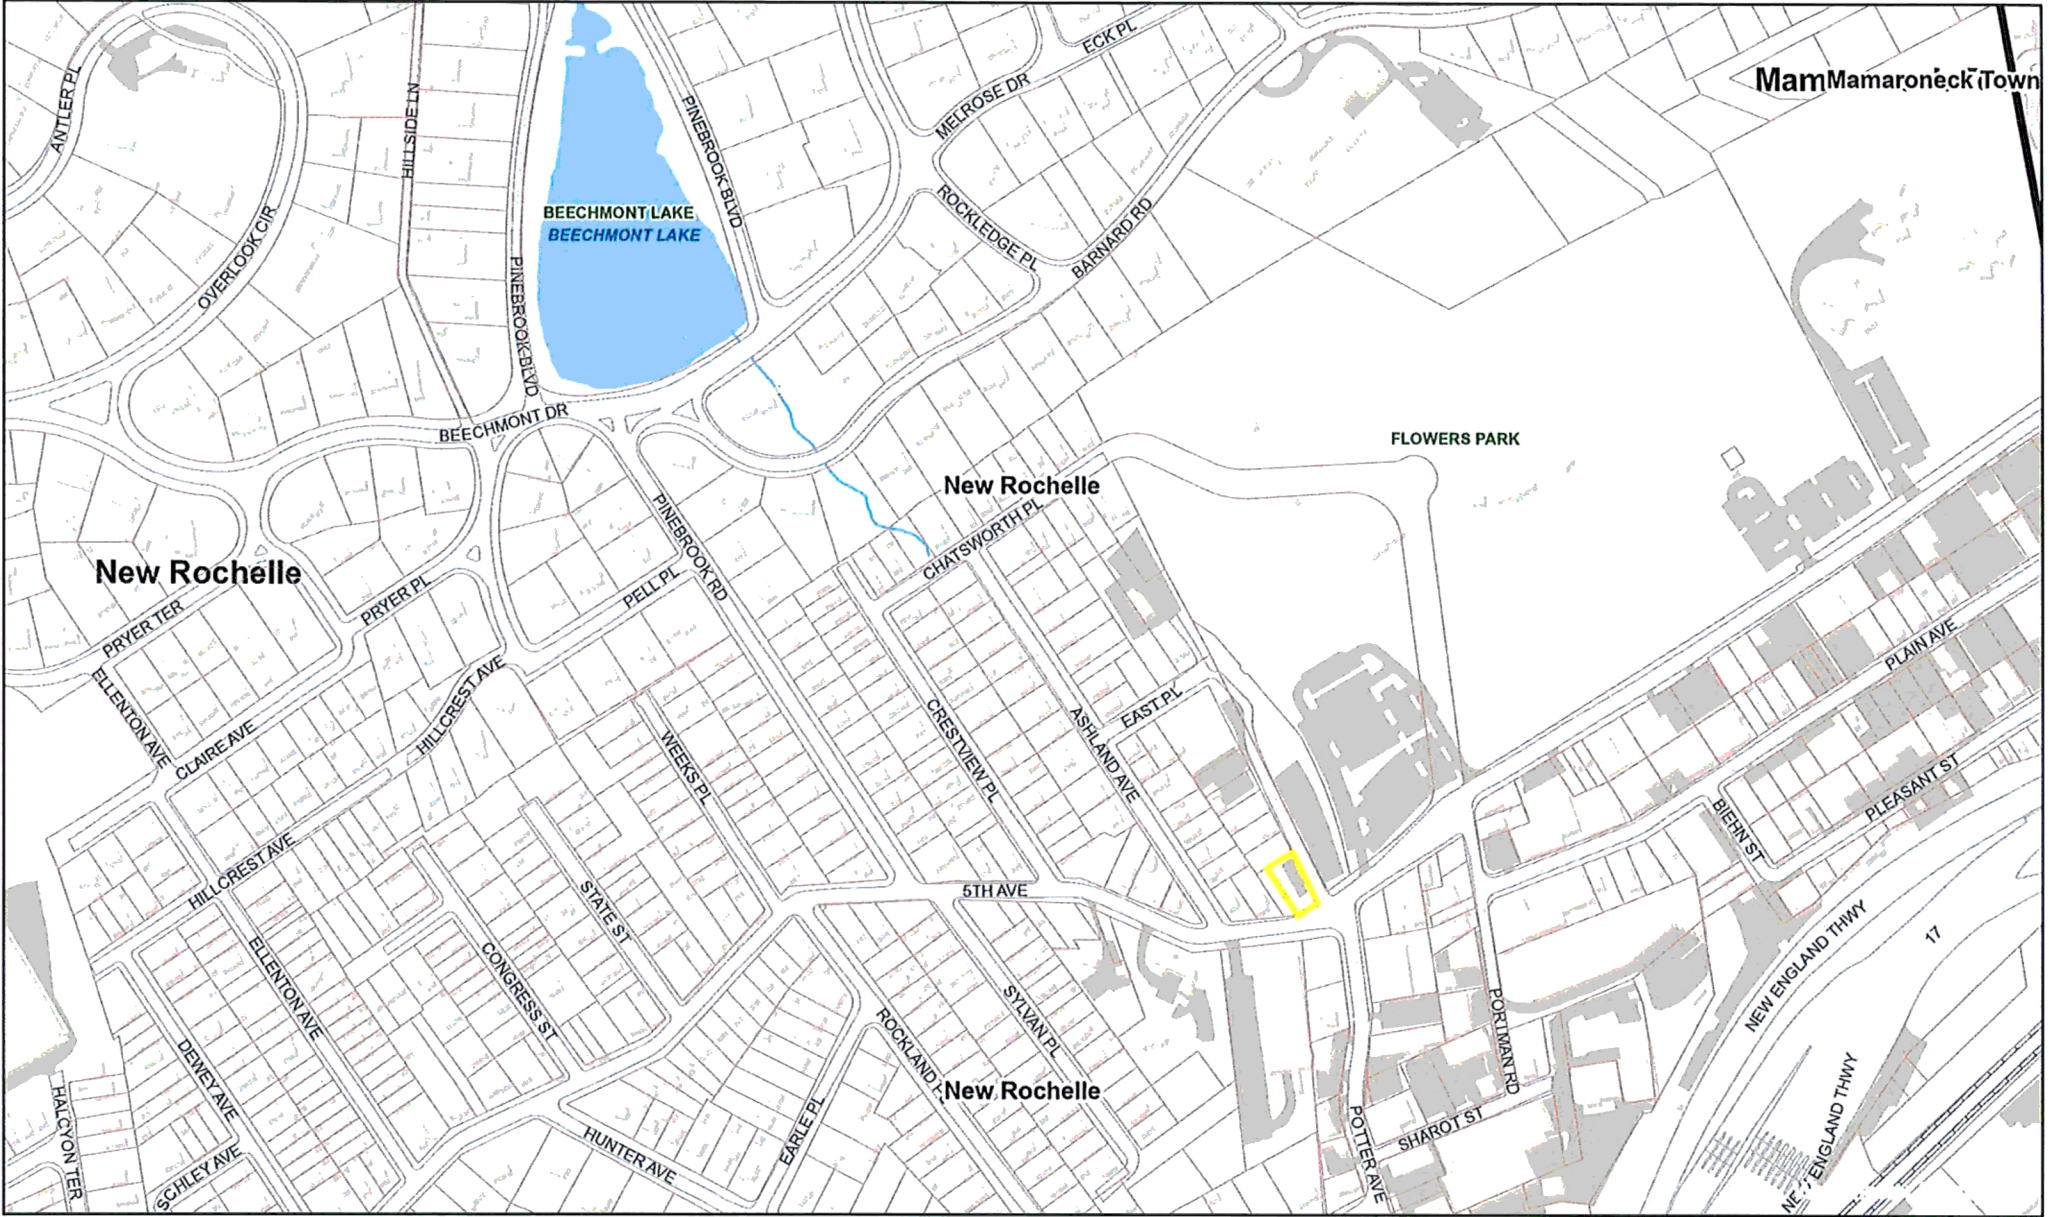 ECK PL
MELROSE DR
Mam
Mamaroneck Town
ANTLER PL
HILLSIDE LN
PINEBROOK BLVD
BEECHMONT LAKE
BEECHMONT LAKE
ROCKLEDGE PL
BARNARD RD
OVERLOOK CIR
PINEBROOK BLVD
BEECHMONT DR
FLOWERS PARK
New Rochelle
CHATSWORTH PL
PINEBROOK RD
New Rochelle
PRYER TER
PRYER PL
PELL PL
PLAIN AVE
ELLENTON AVE
CLAIRE AVE
HILLCREST AVE
WEEKS PL
CRESTVIEW PL
ASHLAND AVE
EAST PL
BIEHN ST
PLEASANT ST
HILLCREST AVE
STATE ST
5TH AVE
ELLENTON AVE
CONGRESS ST
SYLVAN PL
NEW ENGLAND THWY
17
DEWEY AVE
ROCKLAND
New Rochelle
PORTMAN RD
HALCYON TER
SCHLEY AVE
HUNTER AVE
EARLE PL
POTTER AVE
SHAROT ST
NE ENGLAND THWY